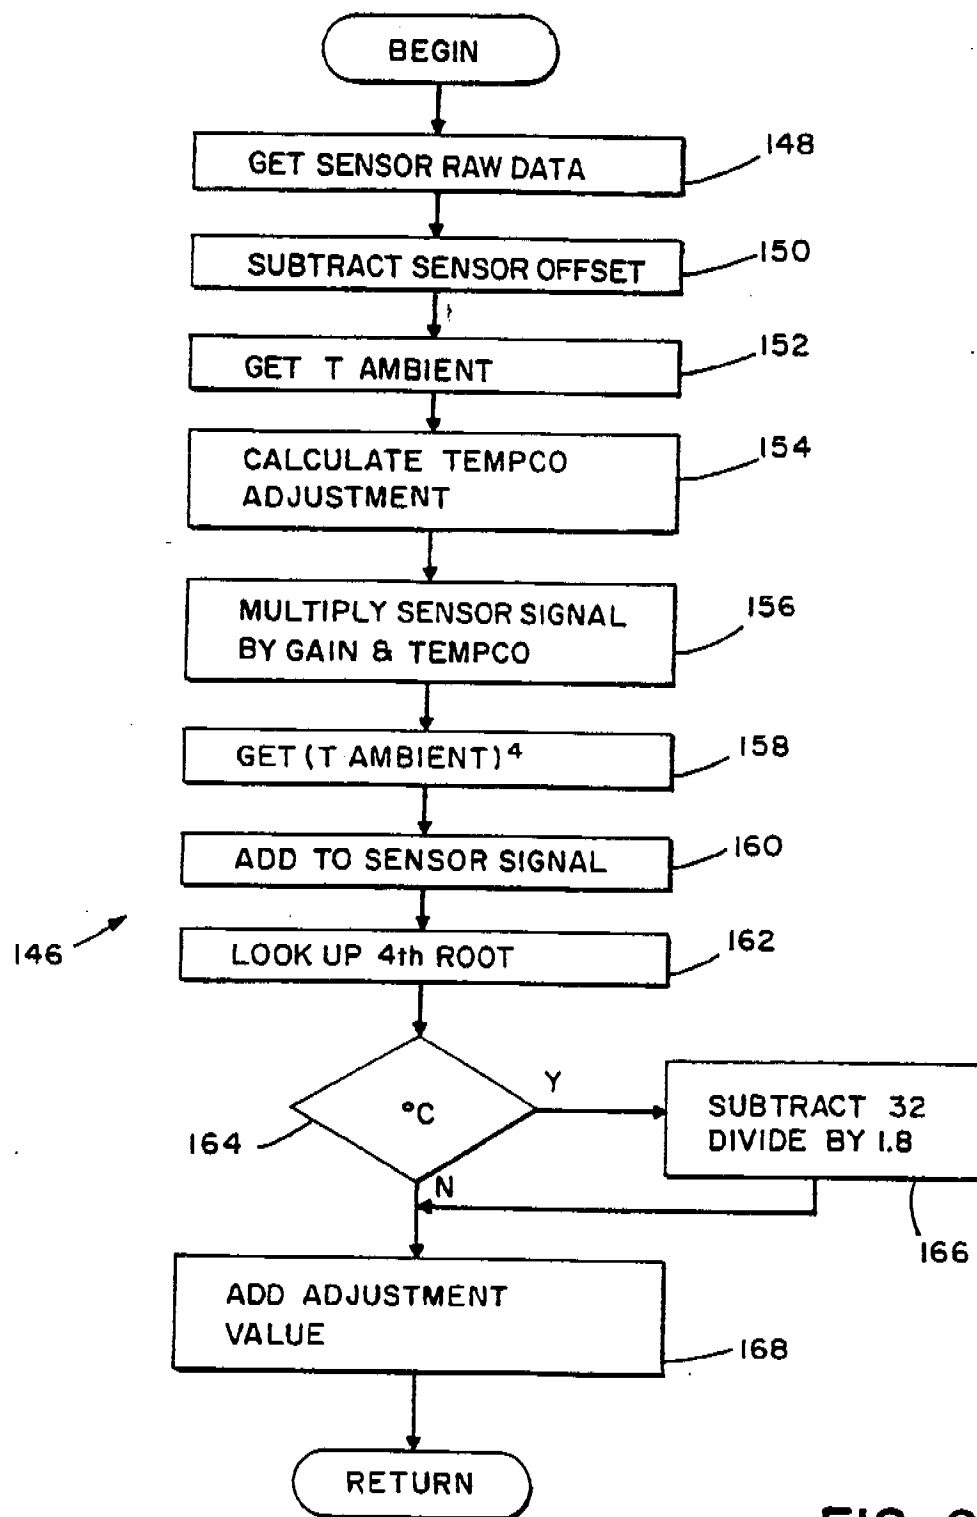 BEGIN
GET SENSOR RAW DATA
148
SUBTRACT SENSOR OFFSET
150
GET T AMBIENT
152
CALCULATE TEMPCO
ADJUSTMENT
154
MULTIPLY SENSOR SIGNAL
BY GAIN & TEMPCO
156
GET (T AMBIENT)⁴
158
ADD TO SENSOR SIGNAL
160
146
LOOK UP 4th ROOT
162
°C
164
Y
N
SUBTRACT 32
DIVIDE BY 1.8
166
ADD ADJUSTMENT
VALUE
168
RETURN
FIG.